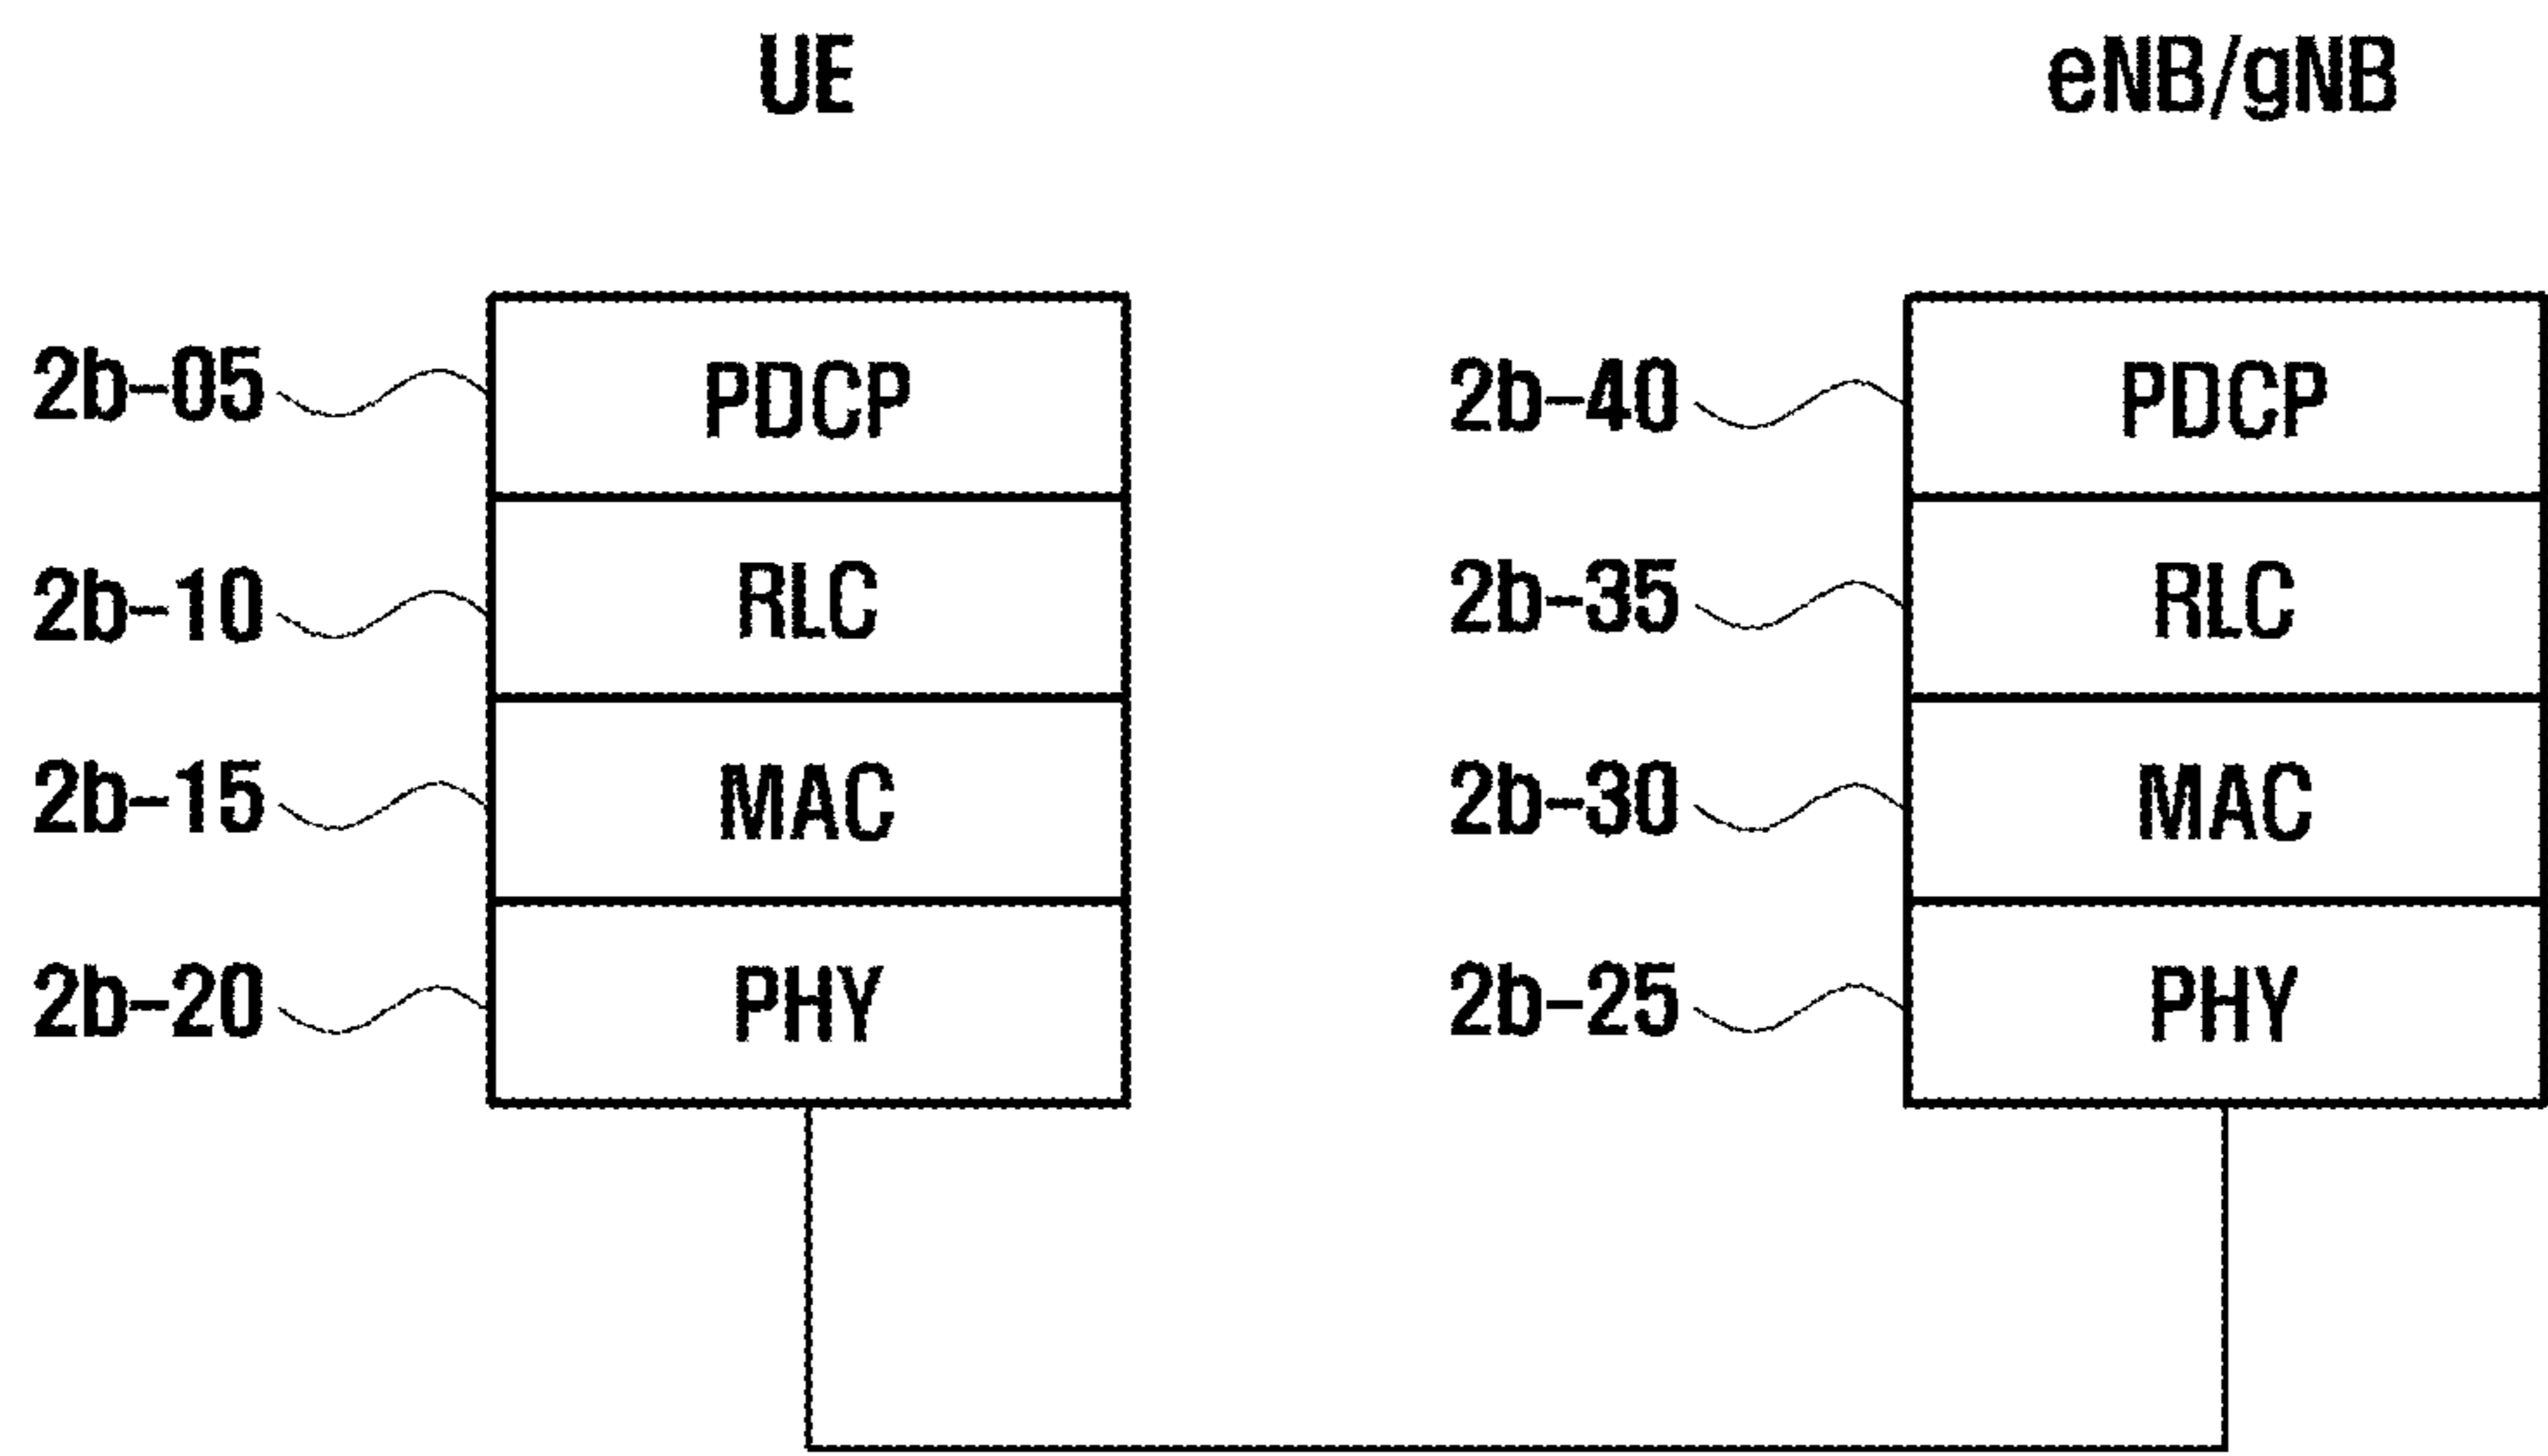 UE eNB/gNB
2b-05 PDCP 2b-40 PDCP
2b-10 RLC 2b-35 RLC
2b-15 MAC 2b-30 MAC
2b-20 PHY 2b-25 PHY